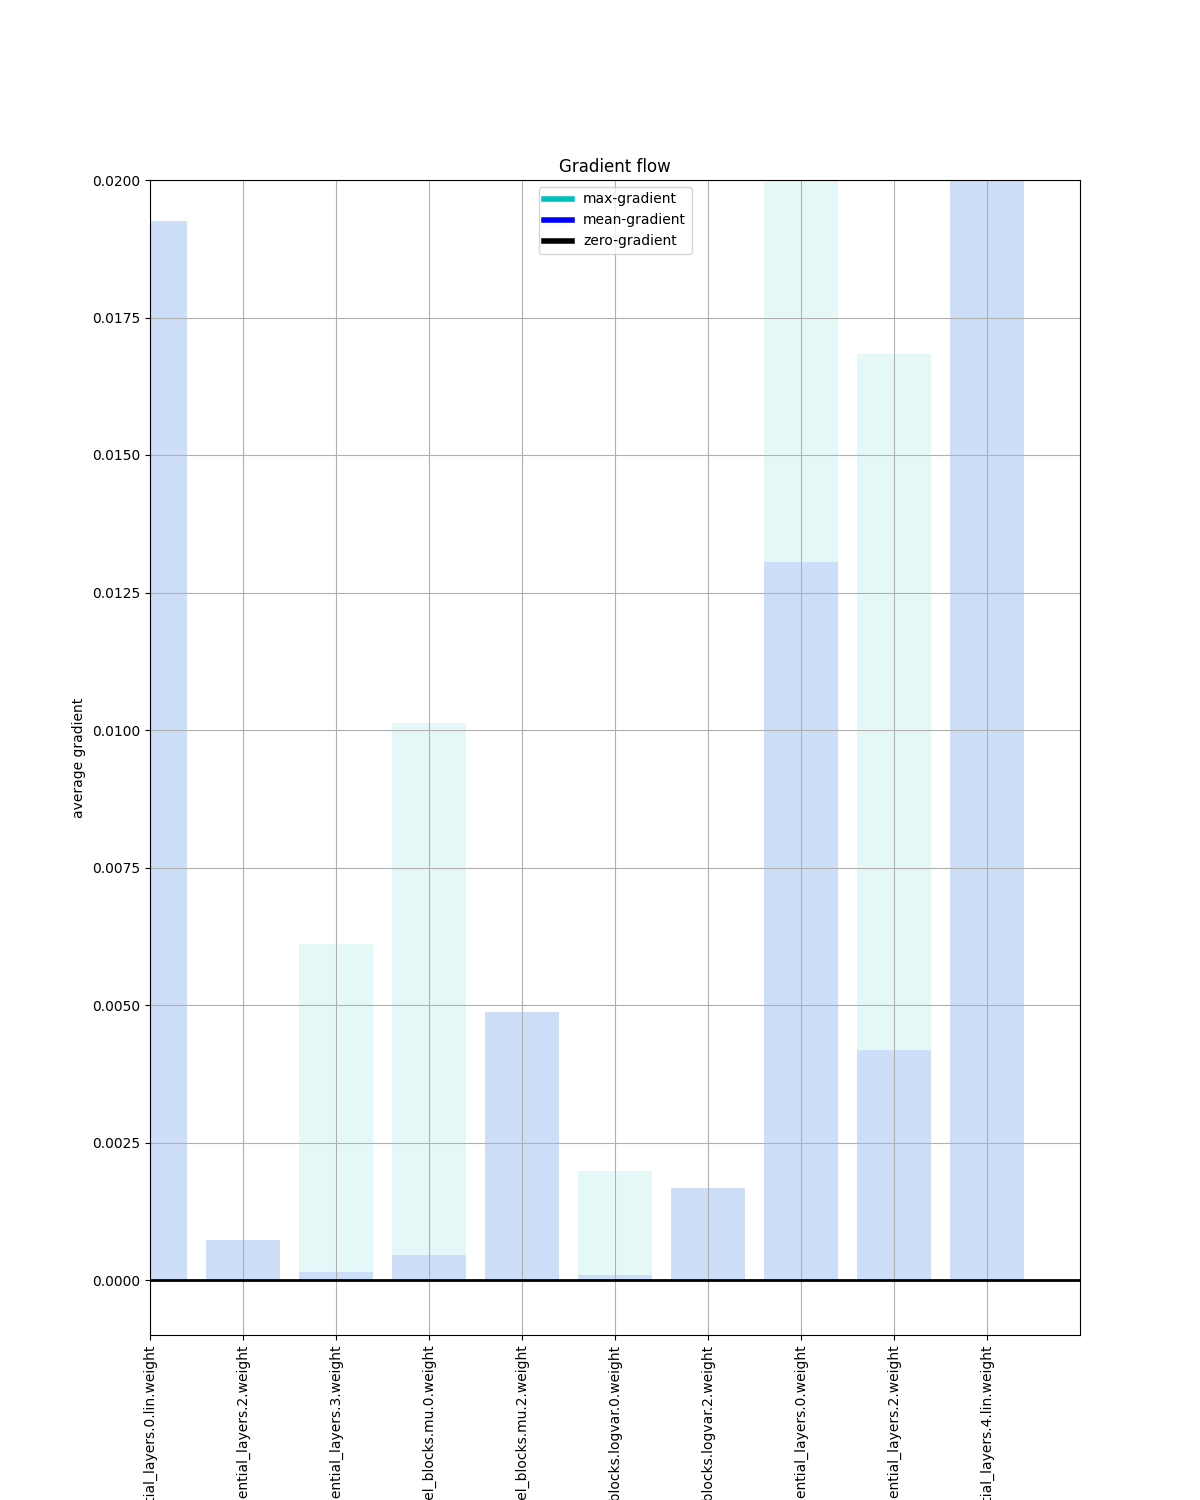 Gradient flow
max-gradient
mean-gradient
zero-gradient
0.0200
0.0175
0.0150
0.0125
0.0100
0.0075
0.0050
0.0025
0.0000
average gradient
tial_layers.0.lin.weight
ential_layers.2.weight
ential_layers.3.weight
el_blocks.mu.0.weight
el_blocks.mu.2.weight
blocks.logvar.0.weight
blocks.logvar.2.weight
ential_layers.0.weight
ential_layers.2.weight
tial_layers.4.lin.weight